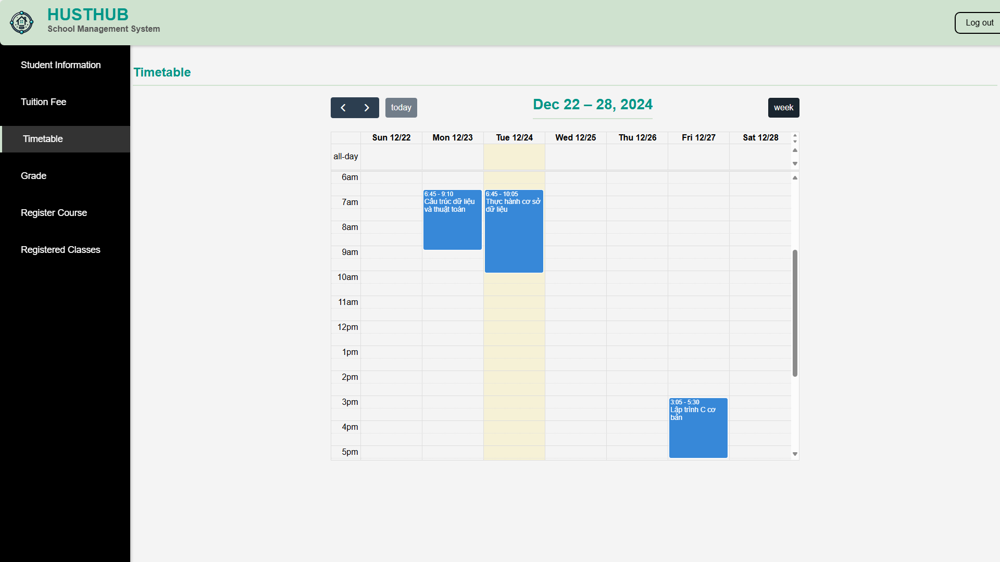 HUSTHUB
School Management System
Log out
Student Information
Tuition Fee
Timetable
Grade
Register Course
Registered Classes
Timetable
today
Dec 22 – 28, 2024
week
Sun 12/22
Mon 12/23
Tue 12/24
Wed 12/25
Thu 12/26
Fri 12/27
Sat 12/28
all-day
6am
7am
8am
9am
10am
11am
12pm
1pm
2pm
3pm
4pm
5pm
6:45 - 9:10
Cấu trúc dữ liệu
và thuật toán
6:45 - 10:05
Thực hành cơ sở
dữ liệu
3:05 - 5:30
Lập trình C cơ
bản